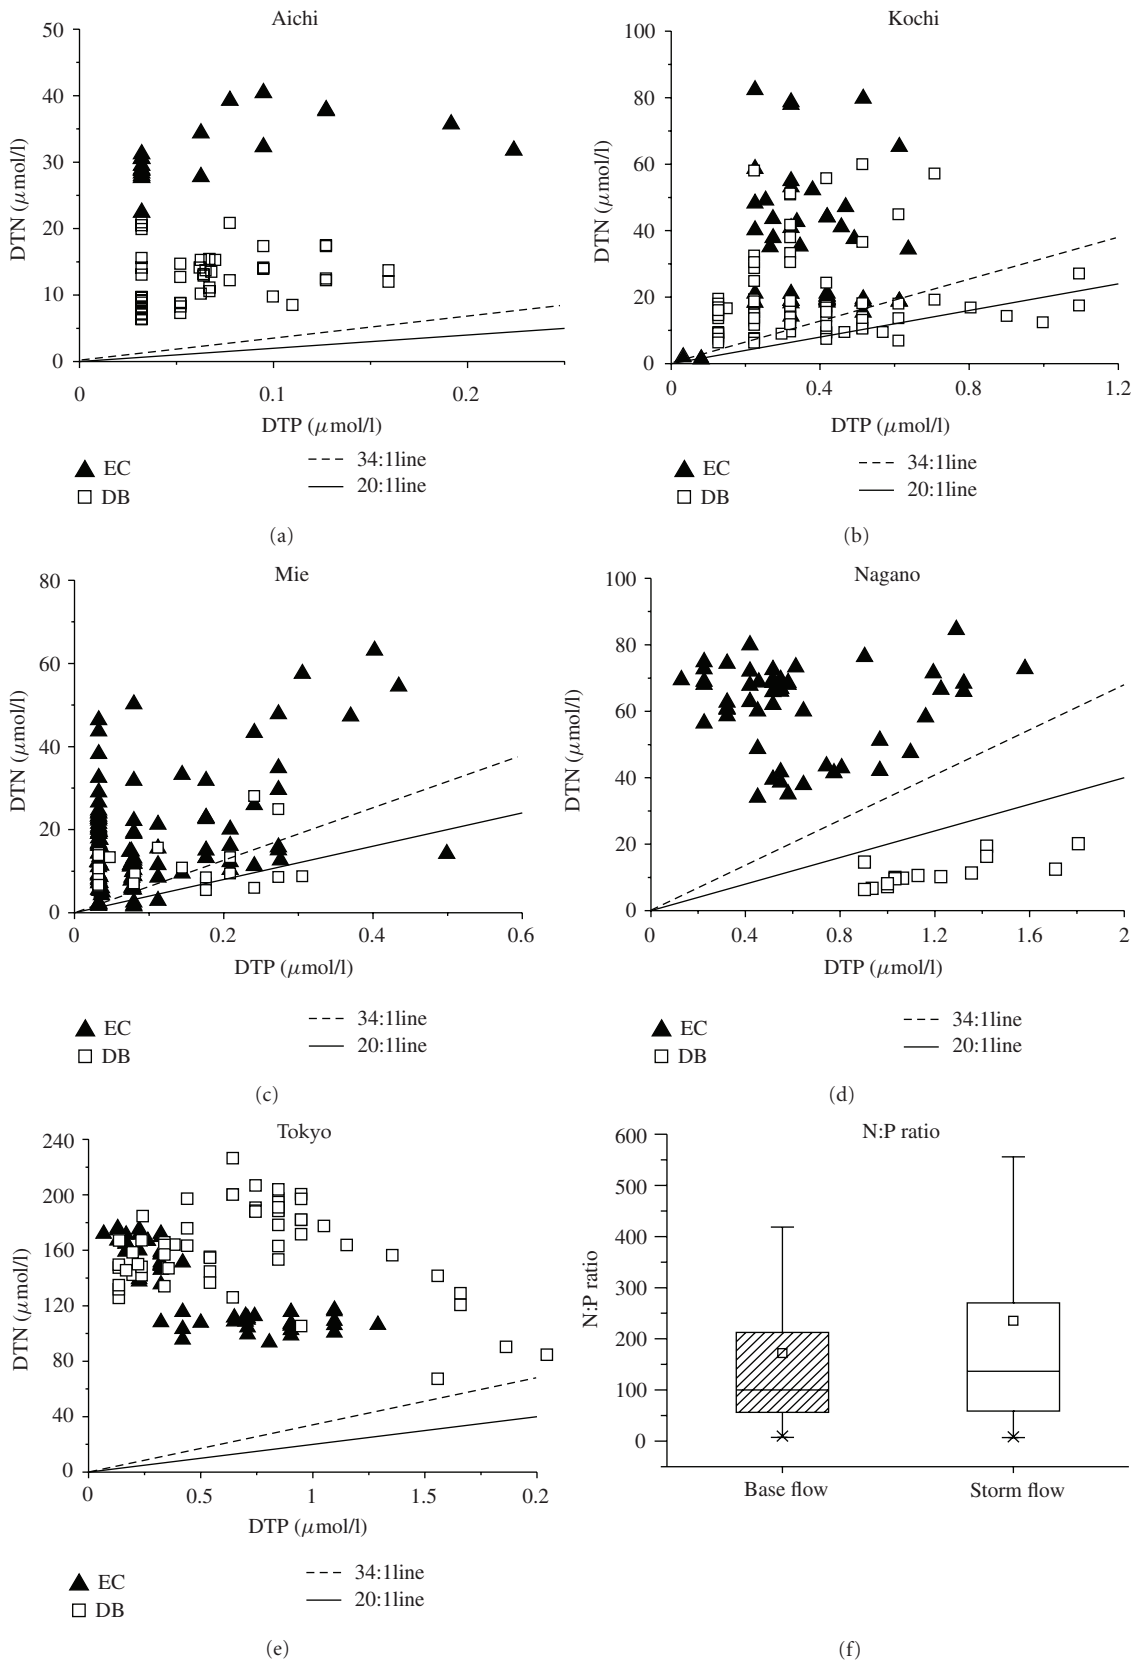 Aichi
50
40
30
20
10
0
DTN (μmol/l)
0
0.1
0.2
DTP (μmol/l)
EC
DB
34:1line
20:1line
(a)
Kochi
100
80
60
40
20
0
DTN (μmol/l)
0
0.4
0.8
1.2
DTP (μmol/l)
EC
DB
34:1line
20:1line
(b)
Mie
80
60
40
20
0
DTN (μmol/l)
0
0.2
0.4
0.6
DTP (μmol/l)
EC
DB
34:1line
20:1line
(c)
Nagano
100
80
60
40
20
0
DTN (μmol/l)
0
0.4
0.8
1.2
1.6
2
DTP (μmol/l)
EC
DB
34:1line
20:1line
(d)
Tokyo
240
200
160
120
80
40
0
DTN (μmol/l)
0
0.5
1
1.5
0.2
DTP (μmol/l)
EC
DB
34:1line
20:1line
(e)
N:P ratio
600
500
400
300
200
100
0
N:P ratio
Base flow
Storm flow
(f)